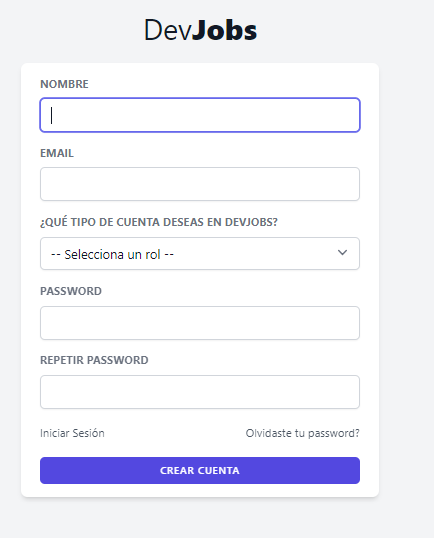 DevJobs
NOMBRE
EMAIL
¿QUÉ TIPO DE CUENTA DESEAS EN DEVJOBS?
-- Selecciona un rol --
PASSWORD
REPETIR PASSWORD
Iniciar Sesión Olvidaste tu password?
CREAR CUENTA